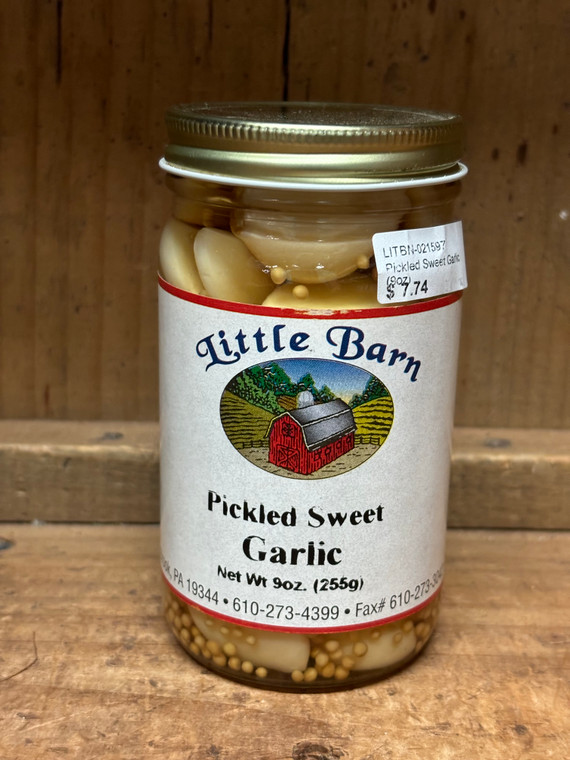 LITBN-021597
Pickled Sweet Garlic
(9oz)
$ 7.74
Little Barn
Pickled Sweet
Garlic
Net Wt 9oz. (255g)
PA 19344 • 610-273-4399 • Fax# 610-273-